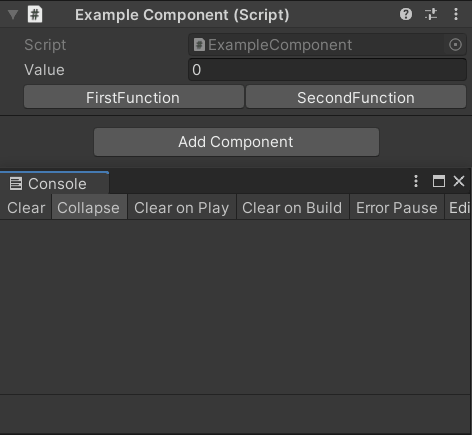 Example Component (Script)
Script ExampleComponent
Value 0
FirstFunction SecondFunction
Add Component
Console
Clear Collapse Clear on Play Clear on Build Error Pause Edi